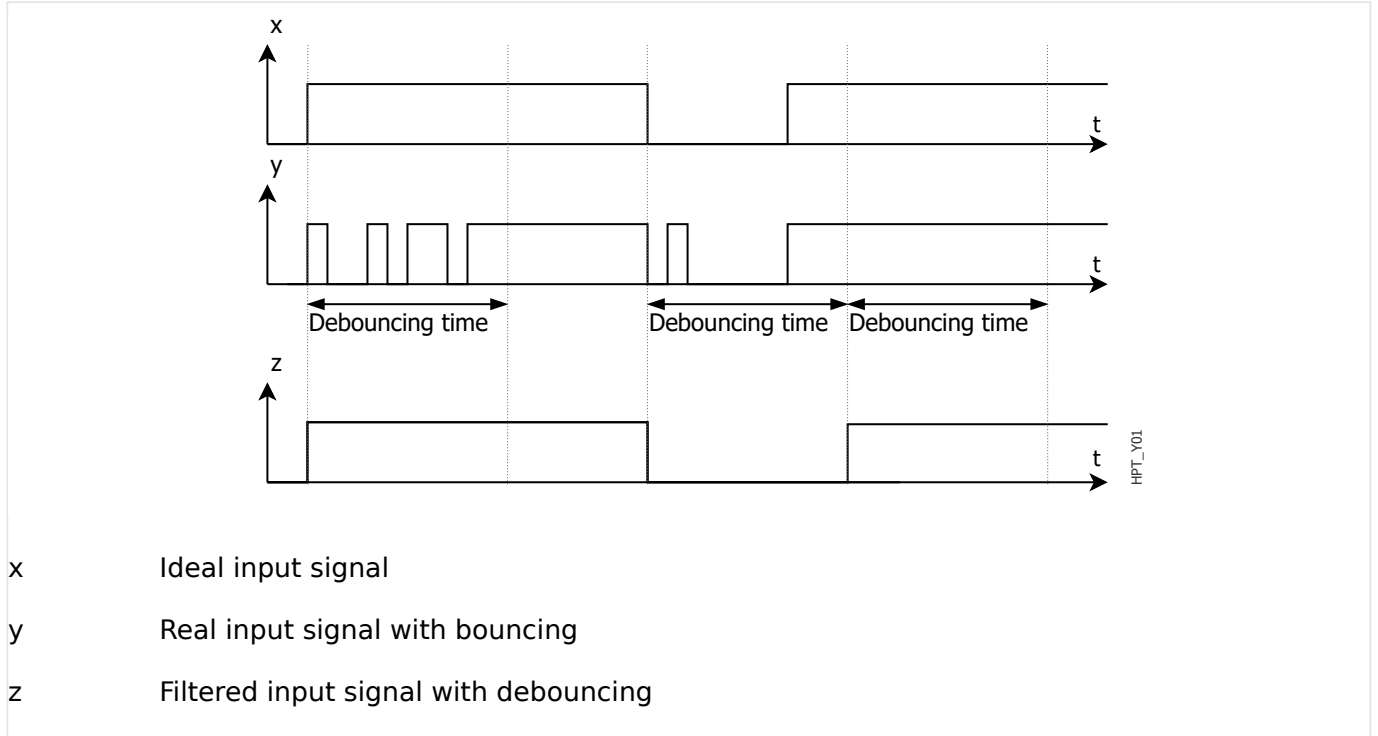 x
t
y
t
Debouncing time Debouncing time Debouncing time
z
t
HPT_Y01
x Ideal input signal
y Real input signal with bouncing
z Filtered input signal with debouncing